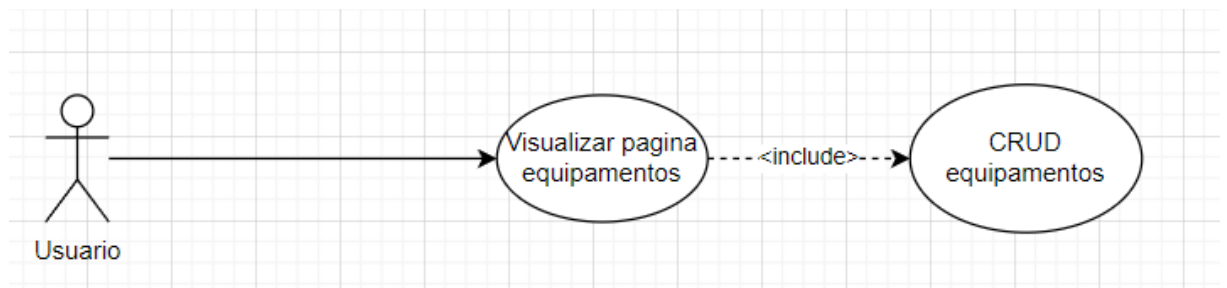 Visualizar pagina
equipamentos
<include>
CRUD
equipamentos
Usuario